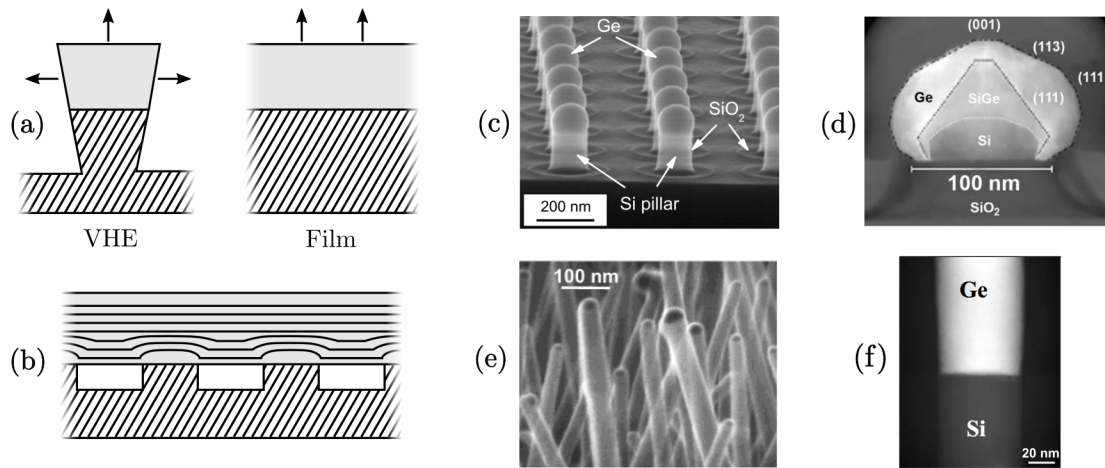 (a)
VHE
Film
(b)
(c)
Ge
SiO2
Si pillar
200 nm
(d)
(001)
(113)
(111
Ge
SiGe
(111)
Si
100 nm
SiO2
(e)
100 nm
(f)
Ge
Si
20 nm